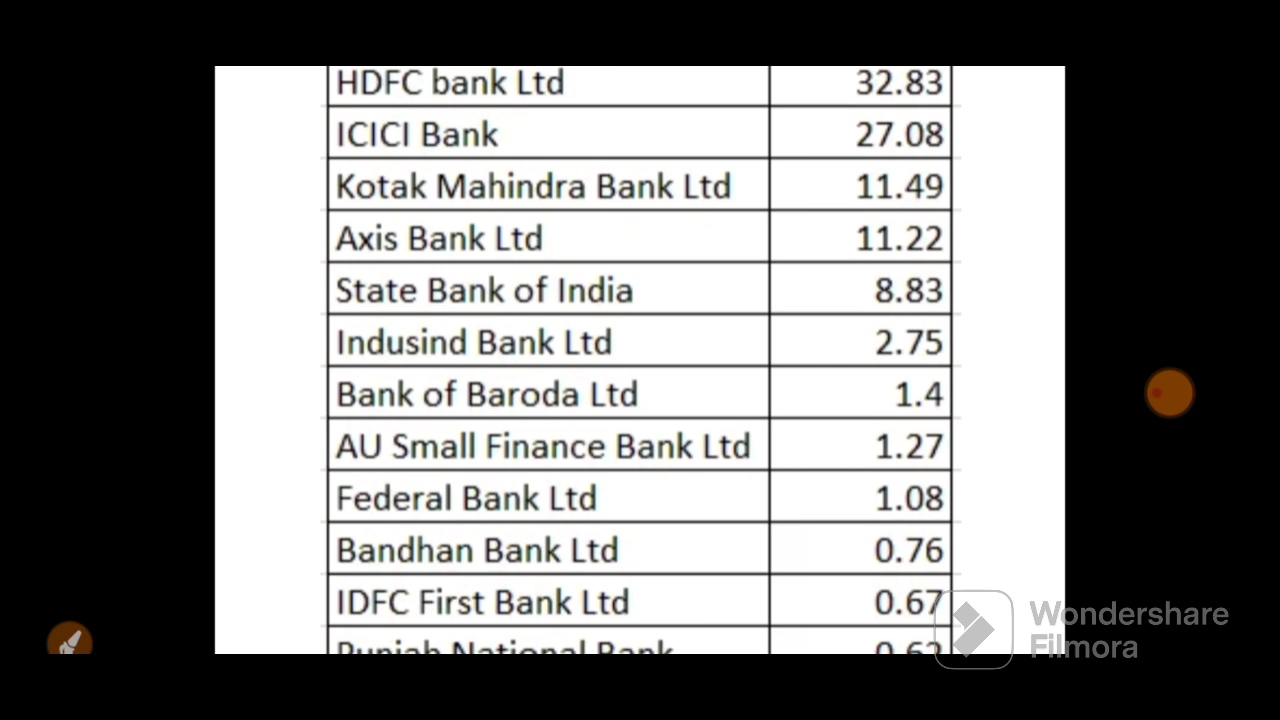 HDFC bank Ltd 32.83
ICICI Bank 27.08
Kotak Mahindra Bank Ltd 11.49
Axis Bank Ltd 11.22
State Bank of India 8.83
Indusind Bank Ltd 2.75
Bank of Baroda Ltd 1.4
AU Small Finance Bank Ltd 1.27
Federal Bank Ltd 1.08
Bandhan Bank Ltd 0.76
IDFC First Bank Ltd 0.67
Punjab National Bank
Wondershare
Filmora